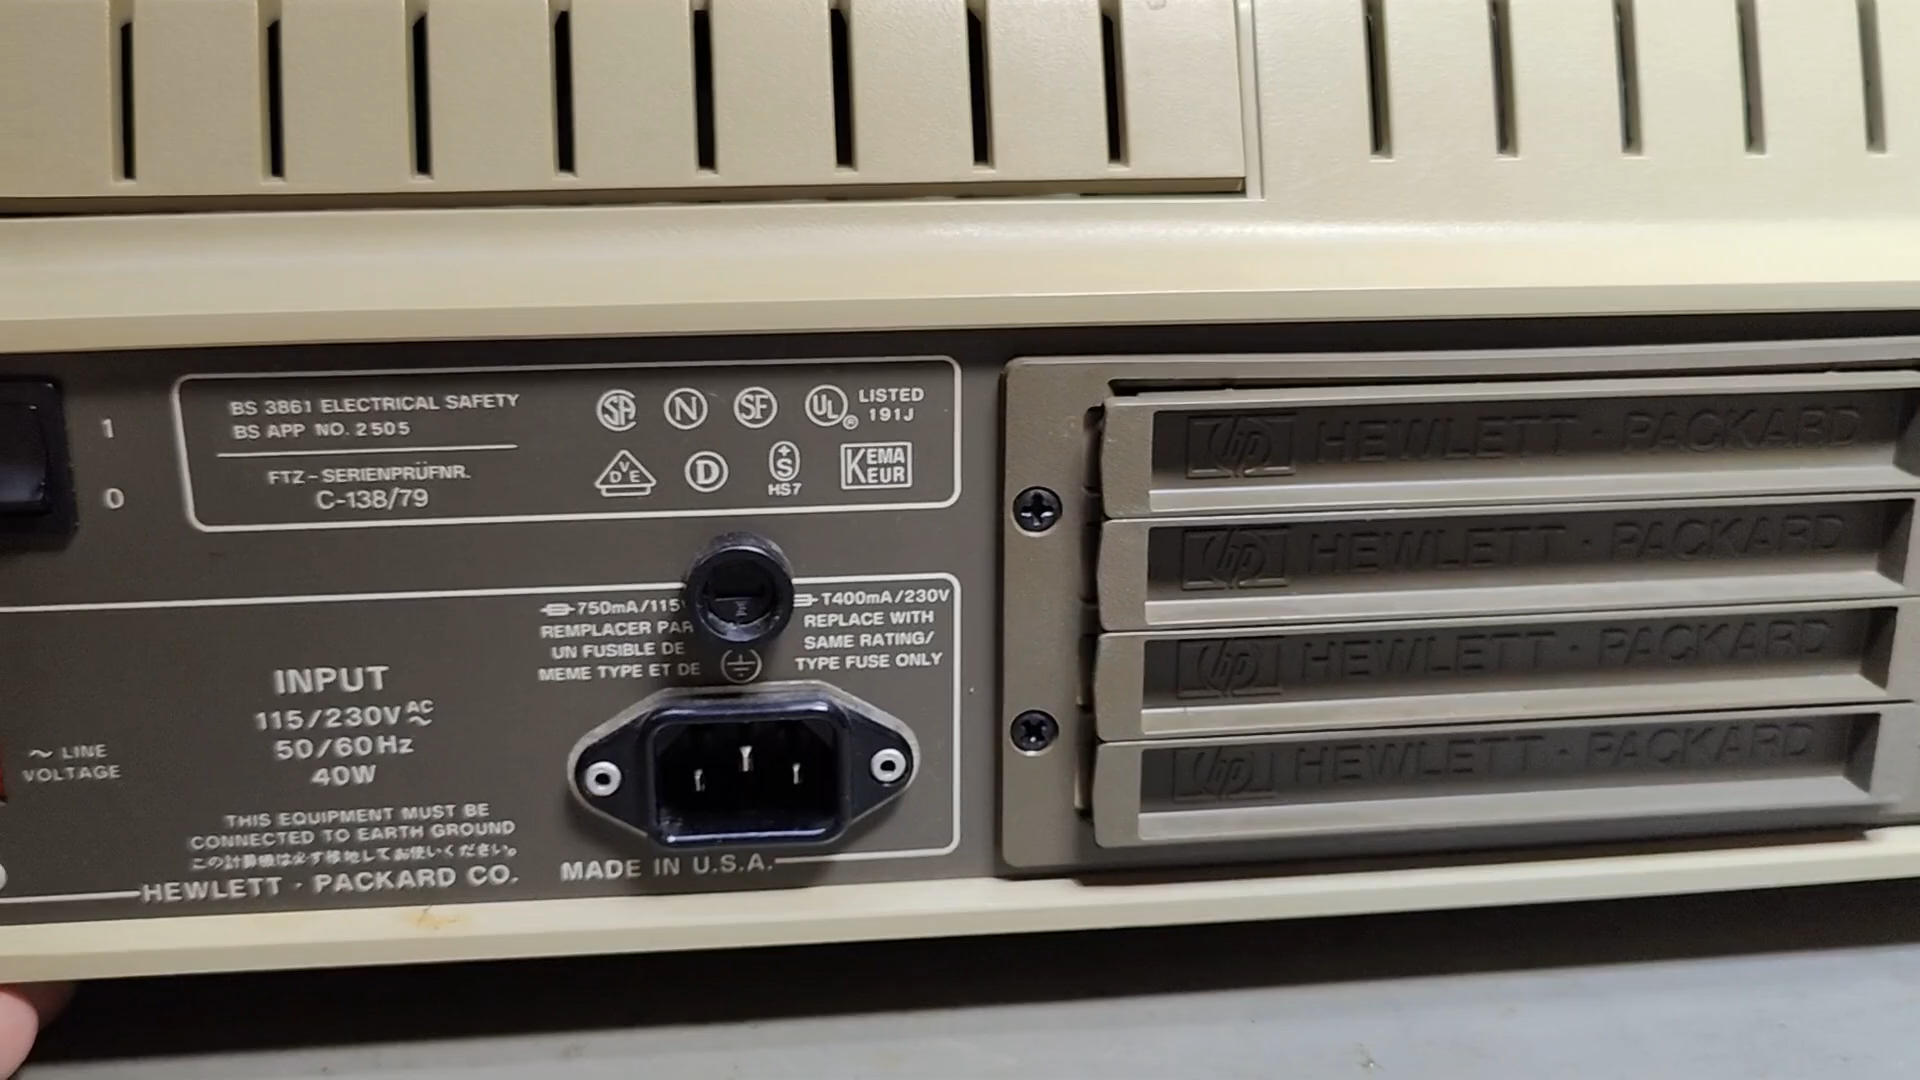 1
0
BS 3861 ELECTRICAL SAFETY
BS APP NO. 2505
FTZ-SERIENPRÜFNR.
C-138/79
SA
N
SF
UL ® LISTED
191J
DVE
D
+S
HS7
KEMA
KEUR
750mA/115
REMPLACER PAR
UN FUSIBLE DE
MEME TYPE ET DE
T400mA/230V
REPLACE WITH
SAME RATING/
TYPE FUSE ONLY
INPUT
115/230V AC
~
50/60Hz
40W
~ LINE
VOLTAGE
THIS EQUIPMENT MUST BE
CONNECTED TO EARTH GROUND
この計算機は必ず接地してお使いください。
HEWLETT · PACKARD CO.
MADE IN U.S.A.
hp HEWLETT · PACKARD
hp HEWLETT · PACKARD
hp HEWLETT · PACKARD
hp HEWLETT · PACKARD